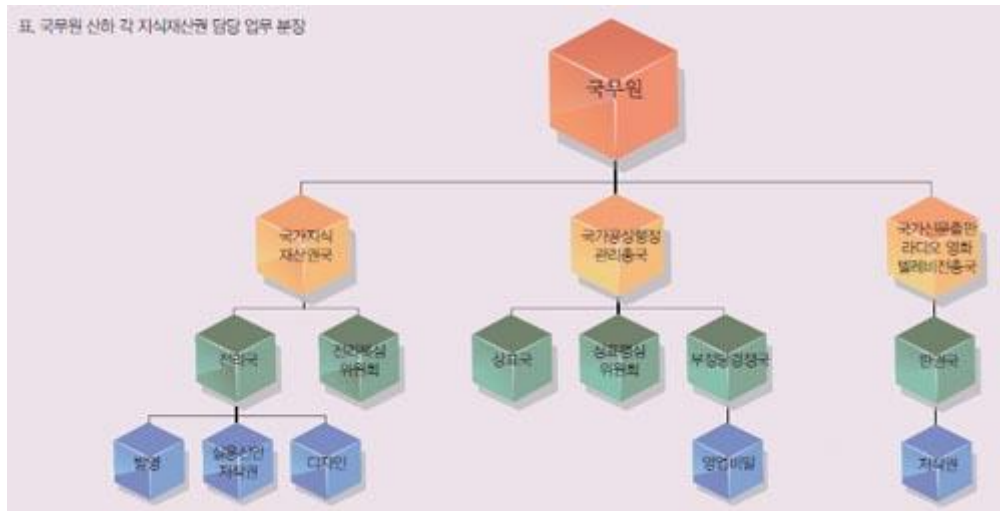 표. 국무원 산하 각 지식재산권 담당 업무 분장
국무원
국가지식
재산권국
국가공상행정
관리총국
국가신문출판
라디오 영화
텔레비전총국
전리국
전리복심
위원회
상표국
상표평심
위원회
부정당경쟁국
판권국
발명
실용신안
저작권
디자인
영업비밀
저작권